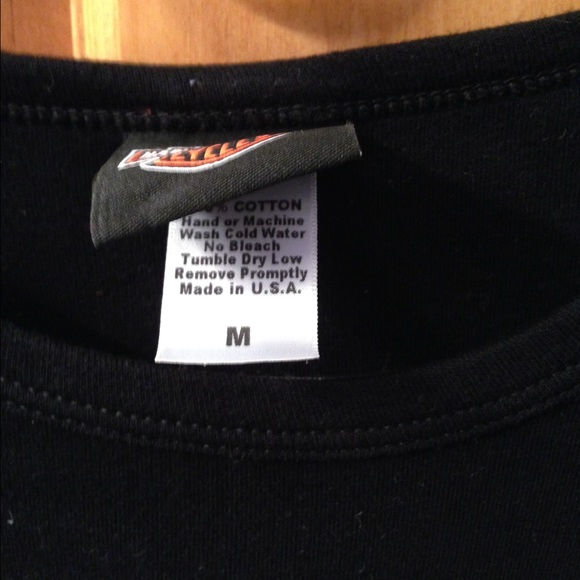 % COTTON
Hand or Machine
Wash Cold Water
No Bleach
Tumble Dry Low
Remove Promptly
Made in U.S.A.
M